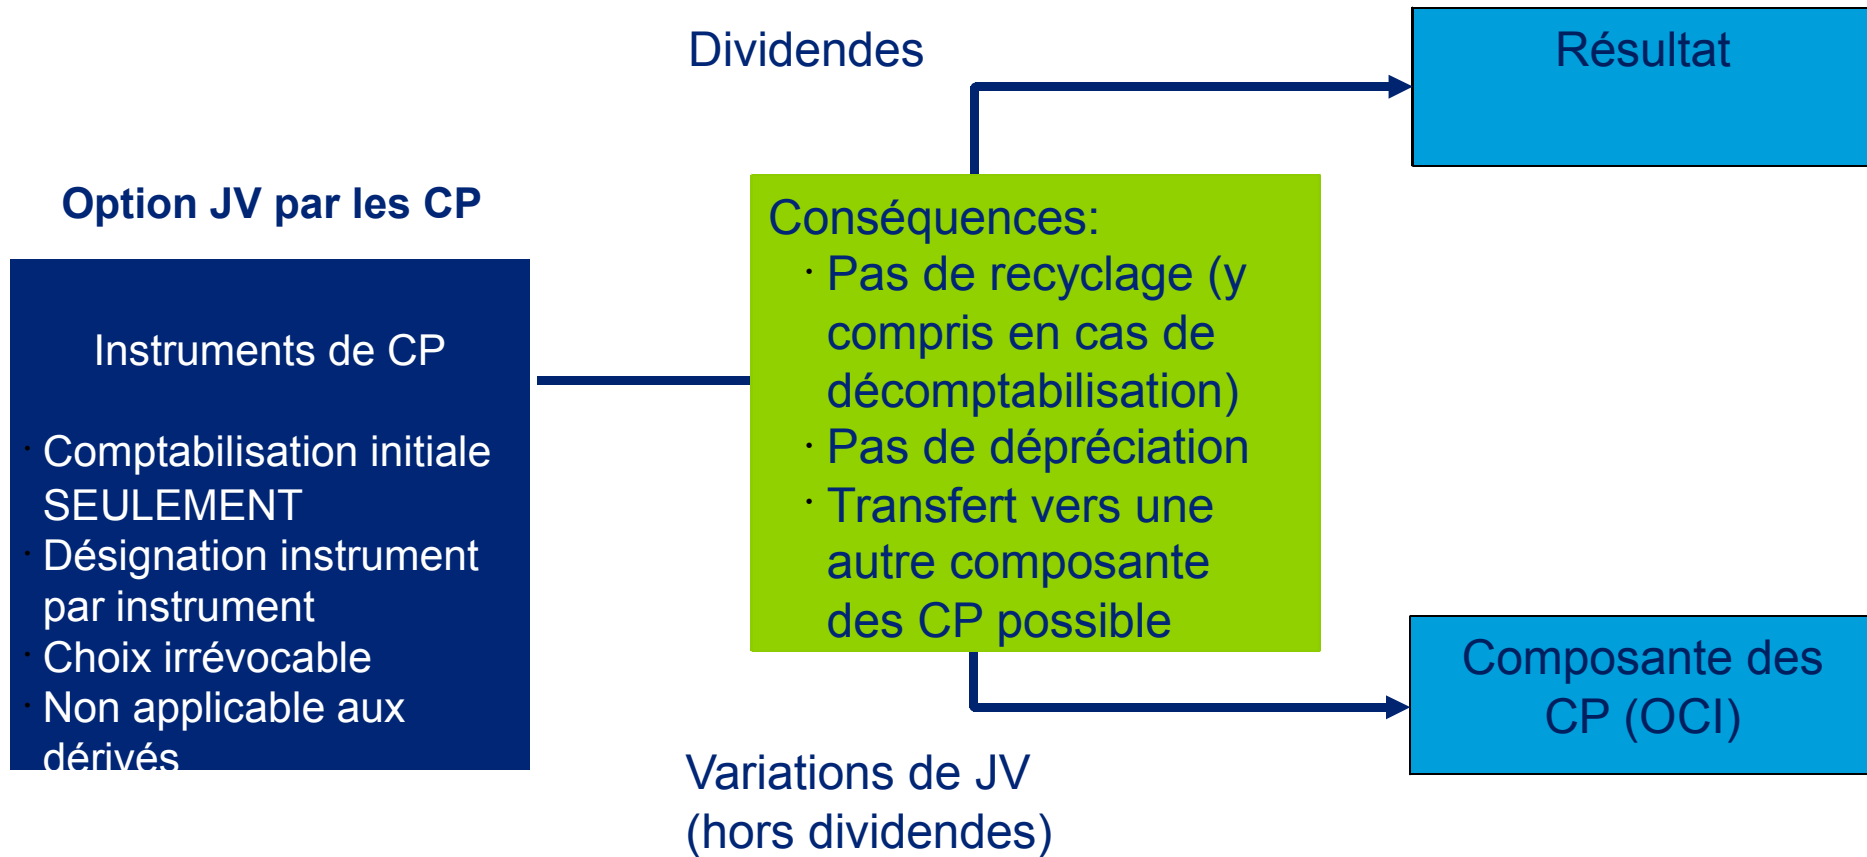 Option JV par les CP
Instruments de CP
· Comptabilisation initiale
SEULEMENT
· Désignation instrument
par instrument
· Choix irrévocable
· Non applicable aux
dérivés
Dividendes
Résultat
Conséquences:
· Pas de recyclage (y
compris en cas de
décomptabilisation)
· Pas de dépréciation
· Transfert vers une
autre composante
des CP possible
Variations de JV
(hors dividendes)
Composante des
CP (OCI)